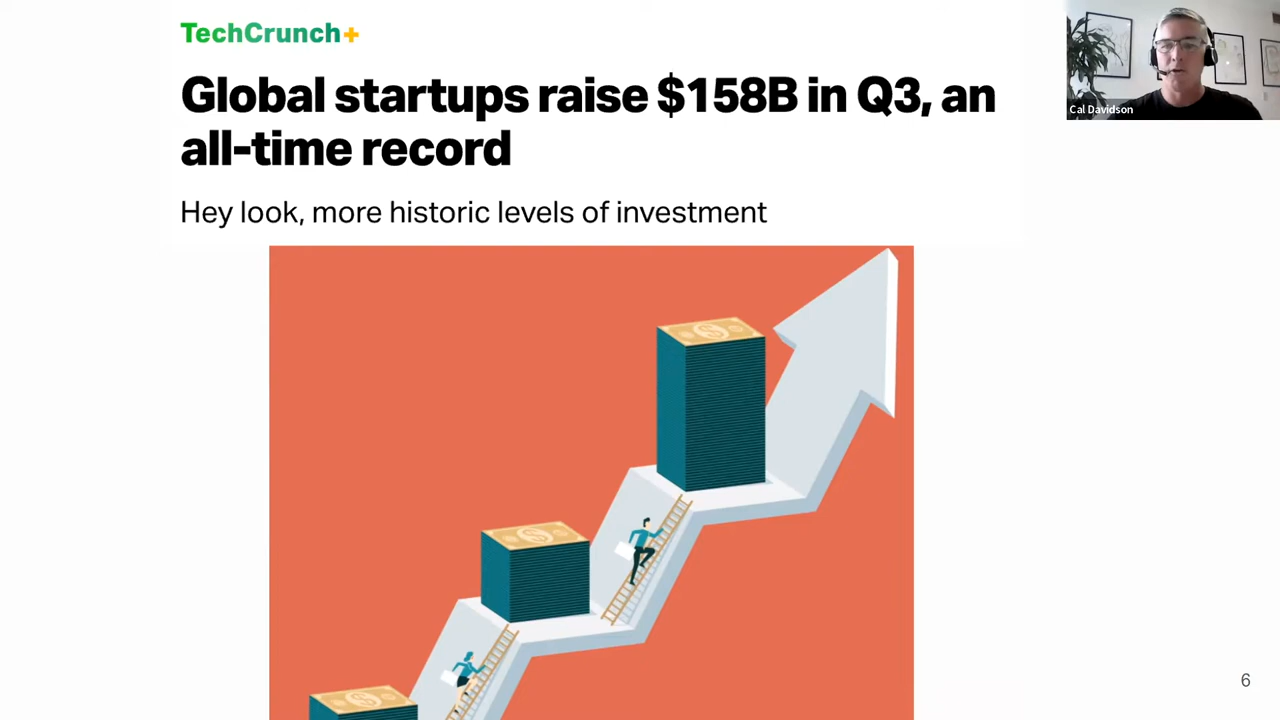 TechCrunch+
Global startups raise $158B in Q3, an
all-time record
Hey look, more historic levels of investment
Cal Davidson
6